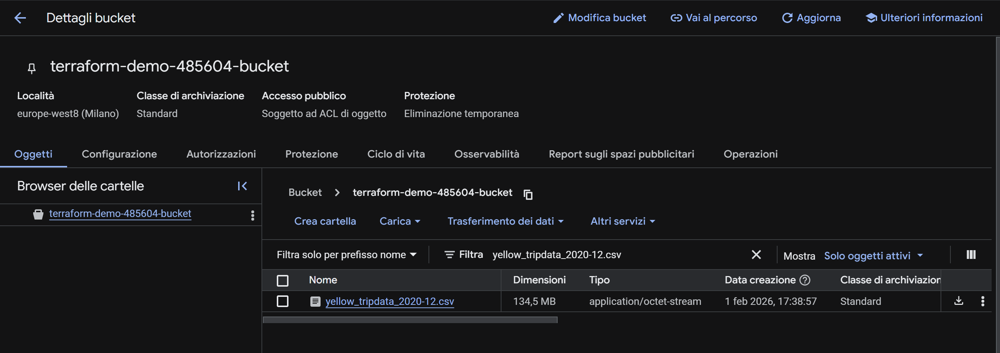 Dettagli bucket
Modifica bucket
Vai al percorso
Aggiorna
Ulteriori informazioni
terraform-demo-485604-bucket
Località
Classe di archiviazione
Accesso pubblico
Protezione
europe-west8 (Milano)
Standard
Soggetto ad ACL di oggetto
Eliminazione temporanea
Oggetti
Configurazione
Autorizzazioni
Protezione
Ciclo di vita
Osservabilità
Report sugli spazi pubblicitari
Operazioni
Browser delle cartelle
terraform-demo-485604-bucket
Bucket
terraform-demo-485604-bucket
Crea cartella
Carica
Trasferimento dei dati
Altri servizi
Filtra solo per prefisso nome
Filtra
yellow_tripdata_2020-12.csv
Mostra
Solo oggetti attivi
Nome
Dimensioni
Tipo
Data creazione
Classe di archiviazion
yellow_tripdata_2020-12.csv
134,5 MB
application/octet-stream
1 feb 2026, 17:38:57
Standard